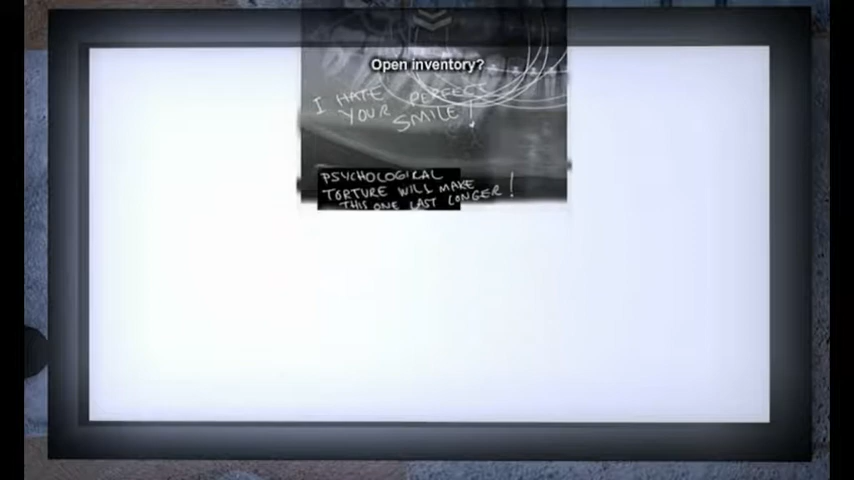 Open inventory?
I HATE PERFECT
YOUR SMILE!
PSYCHOLOGICAL
TORTURE WILL MAKE
THIS ONE LAST LONGER!